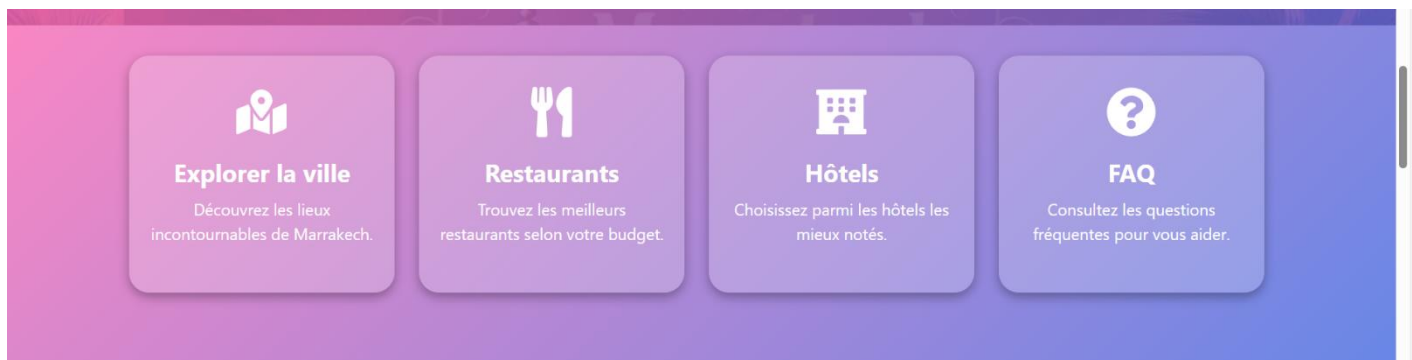 Explorer la ville
Découvrez les lieux
incontournables de Marrakech.
Restaurants
Trouvez les meilleurs
restaurants selon votre budget.
Hôtels
Choisissez parmi les hôtels les
mieux notés.
FAQ
Consultez les questions
fréquentes pour vous aider.